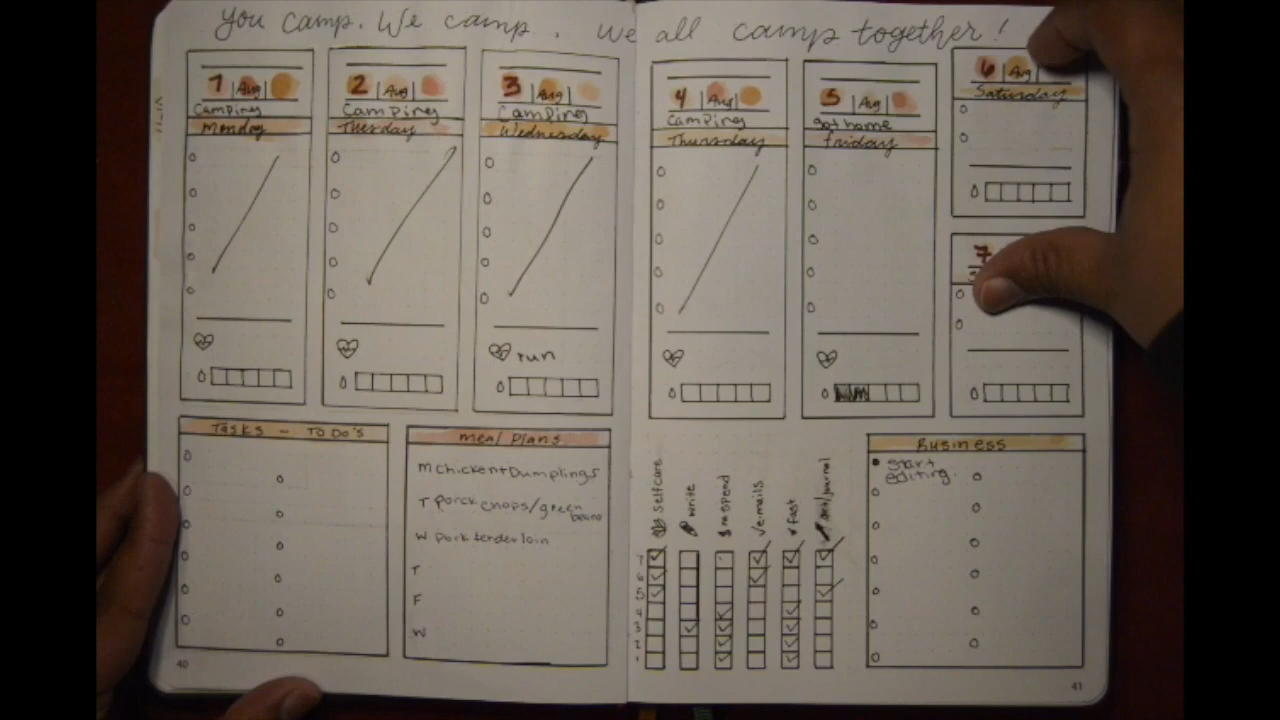 you camp. We camp. We all camp together!
1 Aug
Camping
Monday
2 Aug
Camping
Tuesday
3 Aug
Camping
Wednesday
run
4 Aug
Camping
Thursday
5 Aug
got home
friday
6 Aug
Saturday
7
Tasks - To Do's
meal plans
M Chicken + Dumplings
T porck chops/green
beans
W pork tenderloin
T
F
W
selfcare
write
$ no spend
e-mails
fast
7
6
5
4
3
2
1
Business
Start
editing.
40
41